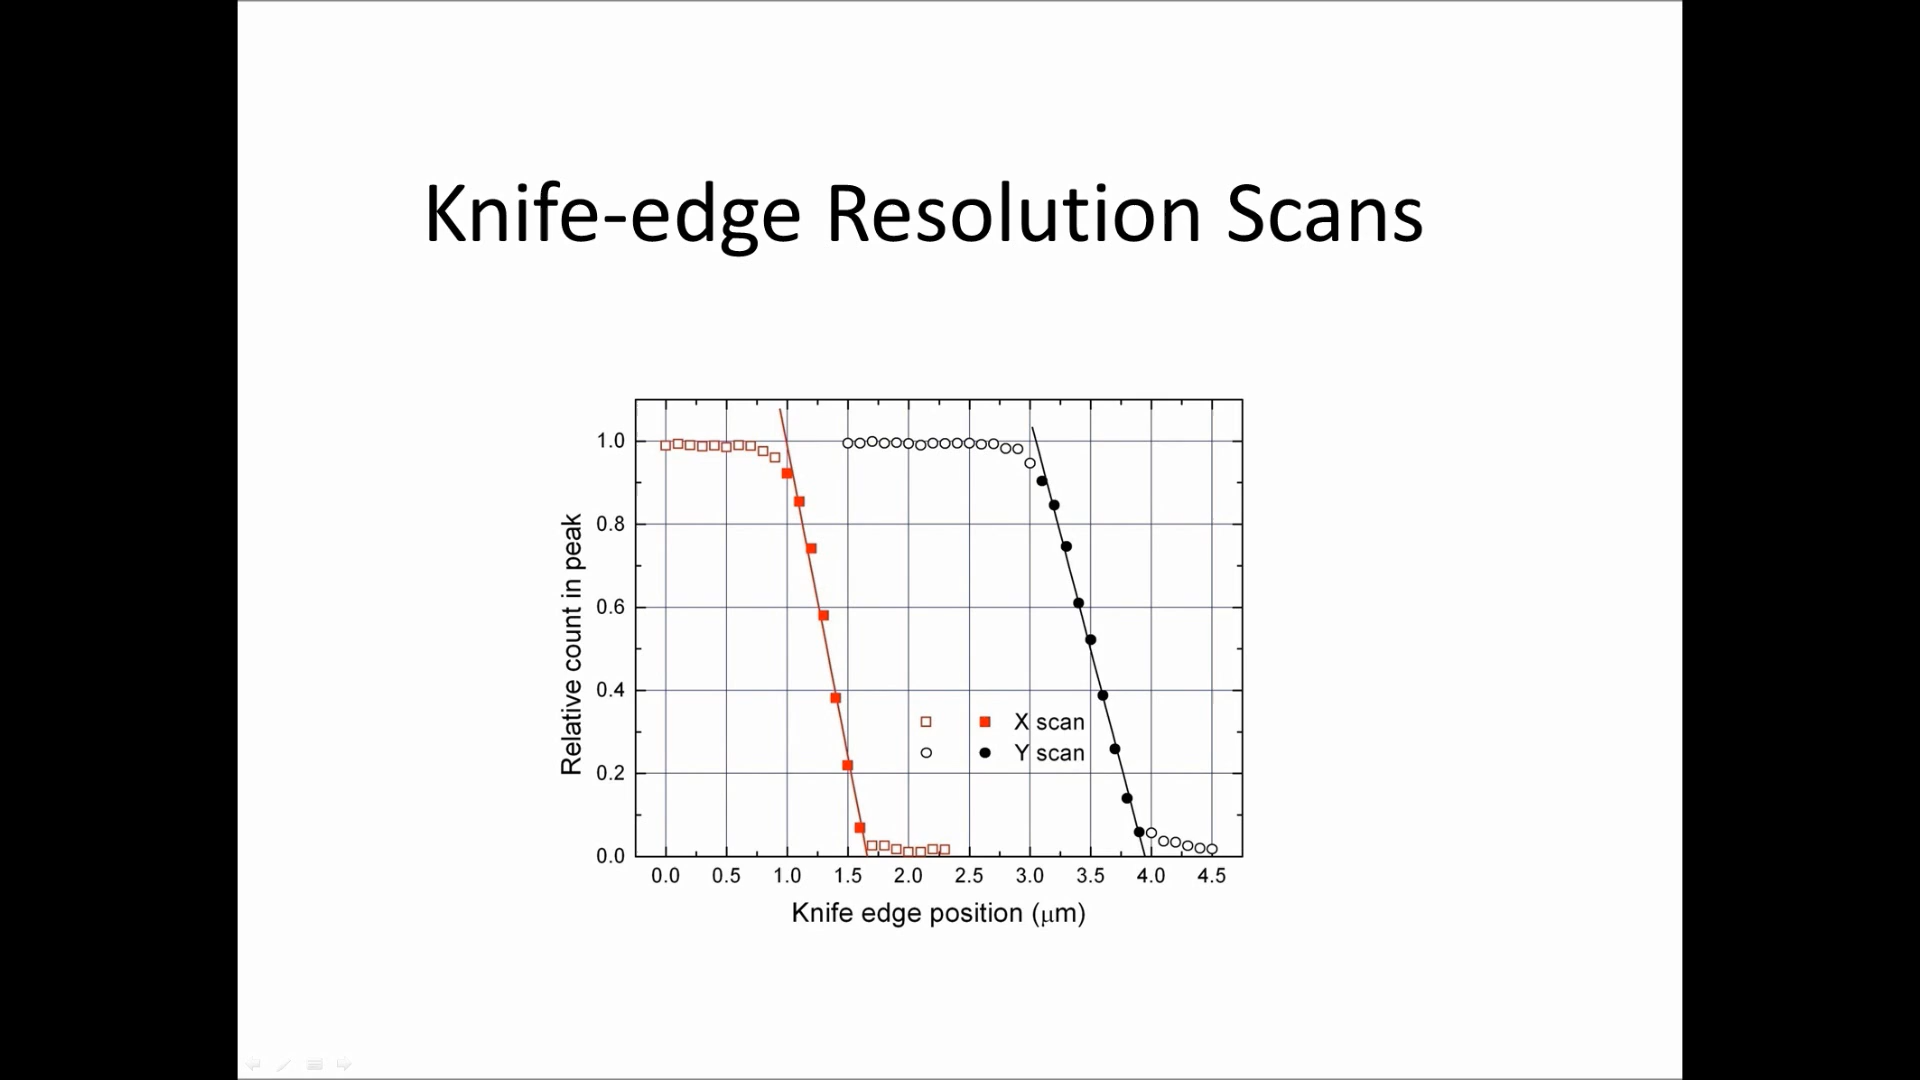 Knife-edge Resolution Scans
1.0
0.8
0.6
0.4
0.2
0.0
Relative count in peak
X scan
Y scan
0.0 0.5 1.0 1.5 2.0 2.5 3.0 3.5 4.0 4.5
Knife edge position (μm)